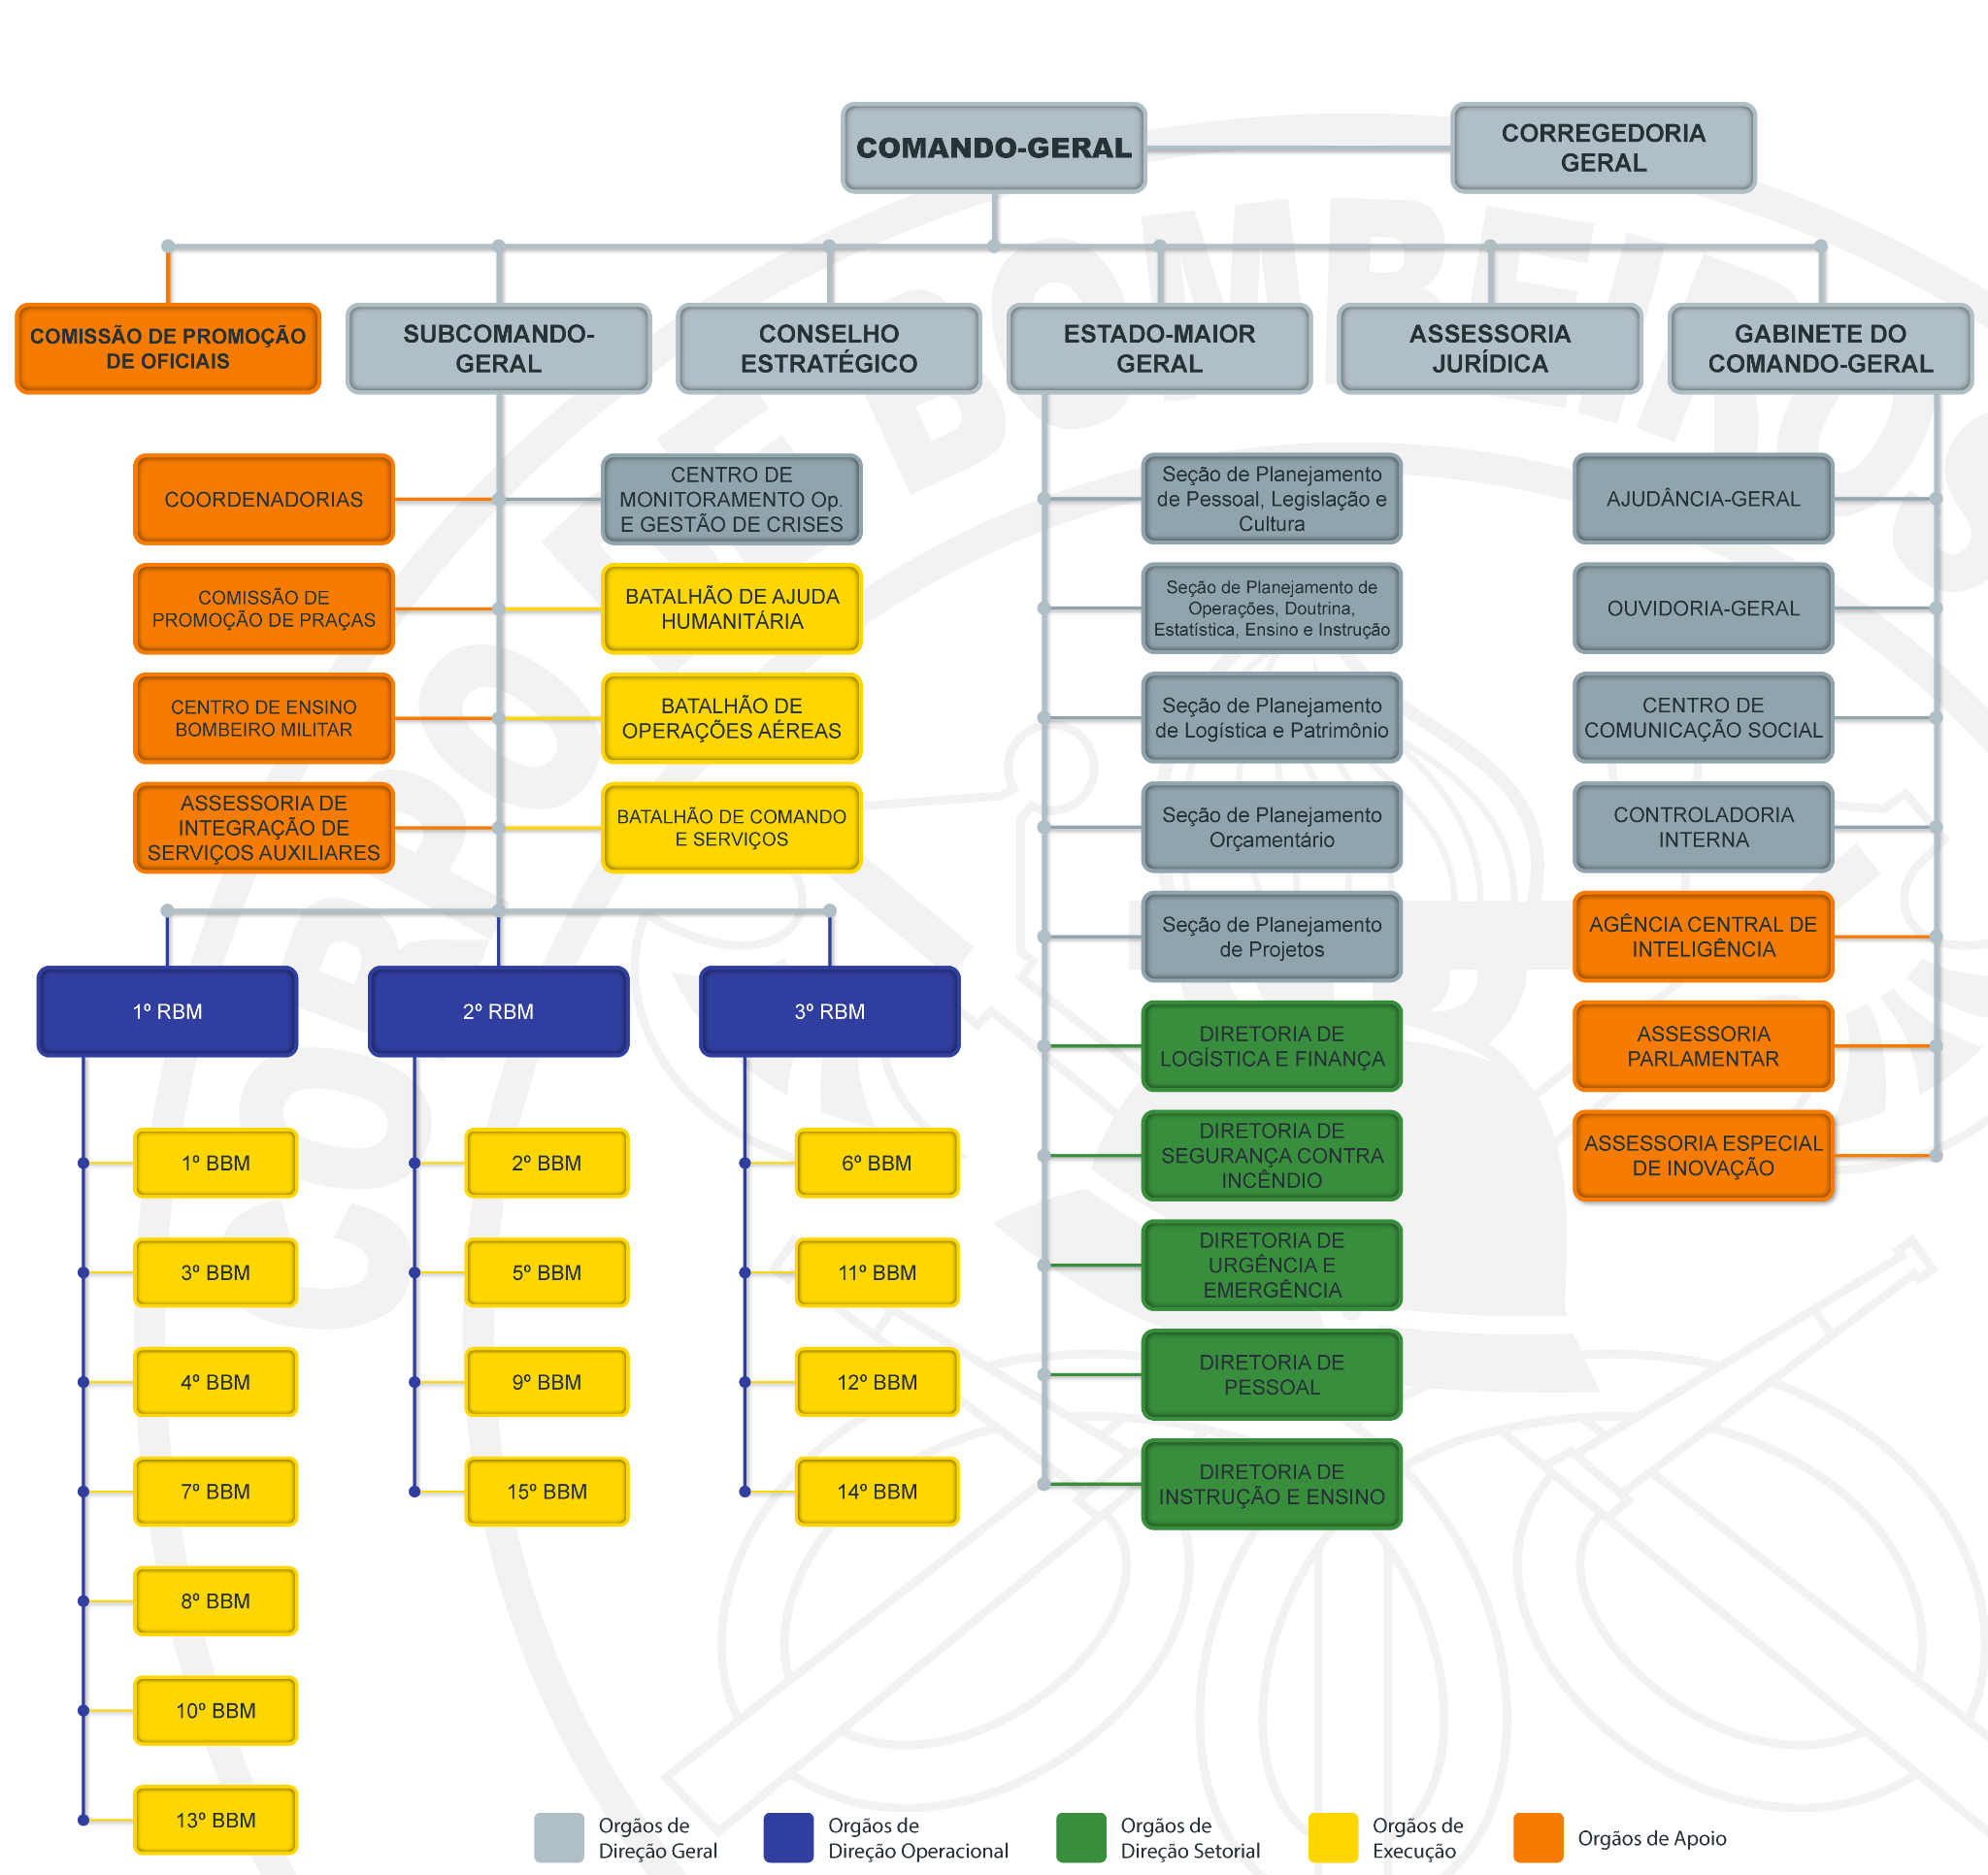 COMANDO-GERAL
CORREGEDORIA
GERAL
COMISSÃO DE PROMOÇÃO
DE OFICIAIS
SUBCOMANDO-
GERAL
CONSELHO
ESTRATÉGICO
ESTADO-MAIOR
GERAL
ASSESSORIA
JURÍDICA
GABINETE DO
COMANDO-GERAL
COORDENADORIAS
COMISSÃO DE
PROMOÇÃO DE PRAÇAS
CENTRO DE ENSINO
BOMBEIRO MILITAR
ASSESSORIA DE
INTEGRAÇÃO DE
SERVIÇOS AUXILIARES
CENTRO DE
MONITORAMENTO Op.
E GESTÃO DE CRISES
BATALHÃO DE AJUDA
HUMANITÁRIA
BATALHÃO DE
OPERAÇÕES AÉREAS
BATALHÃO DE COMANDO
E SERVIÇOS
1º RBM
1º BBM
3º BBM
4º BBM
7º BBM
8º BBM
10º BBM
13º BBM
2º RBM
2º BBM
5º BBM
9º BBM
15º BBM
3º RBM
6º BBM
11º BBM
12º BBM
14º BBM
Seção de Planejamento
de Pessoal, Legislação e
Cultura
Seção de Planejamento de
Operações, Doutrina,
Estatística, Ensino e Instrução
Seção de Planejamento
de Logística e Patrimônio
Seção de Planejamento
Orçamentário
Seção de Planejamento
de Projetos
DIRETORIA DE
LOGÍSTICA E FINANÇA
DIRETORIA DE
SEGURANÇA CONTRA
INCÊNDIO
DIRETORIA DE
URGÊNCIA E
EMERGÊNCIA
DIRETORIA DE
PESSOAL
DIRETORIA DE
INSTRUÇÃO E ENSINO
AJUDÂNCIA-GERAL
OUVIDORIA-GERAL
CENTRO DE
COMUNICAÇÃO SOCIAL
CONTROLADORIA
INTERNA
AGÊNCIA CENTRAL DE
INTELIGÊNCIA
ASSESSORIA
PARLAMENTAR
ASSESSORIA ESPECIAL
DE INOVAÇÃO
Orgãos de
Direção Geral
Orgãos de
Direção Operacional
Orgãos de
Direção Setorial
Orgãos de
Execução
Orgãos de Apoio
CORPO DE BOMBEIROS